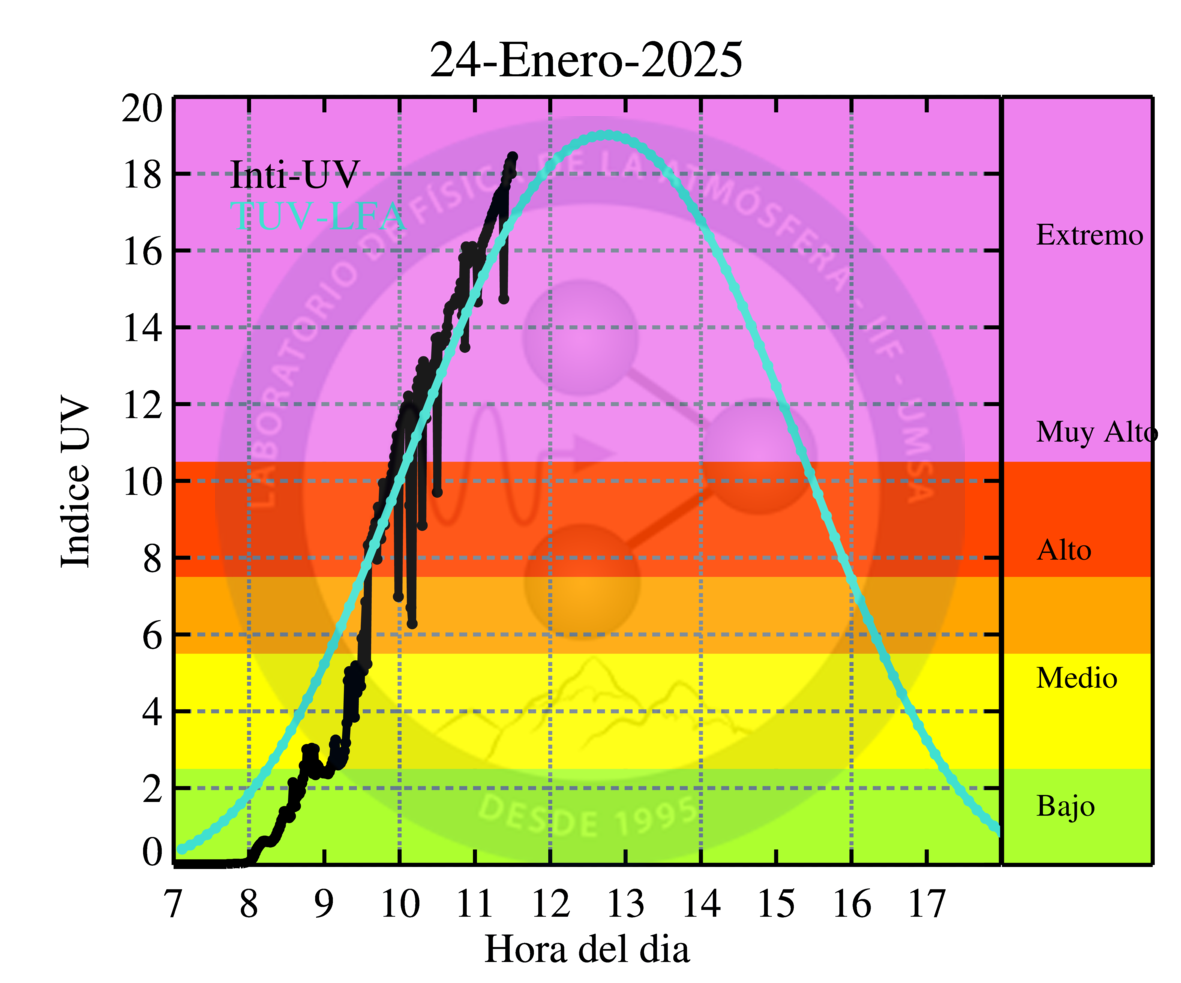 24-Enero-2025
Indice UV
20
18
16
14
12
10
8
6
4
2
0
Inti-UV
TUV-LFA
LABORATORIO DE FÍSICA DE LA ATMÓSFERA - IIF - UMSA
DESDE 1995
Extremo
Muy Alto
Alto
Medio
Bajo
7 8 9 10 11 12 13 14 15 16 17
Hora del dia